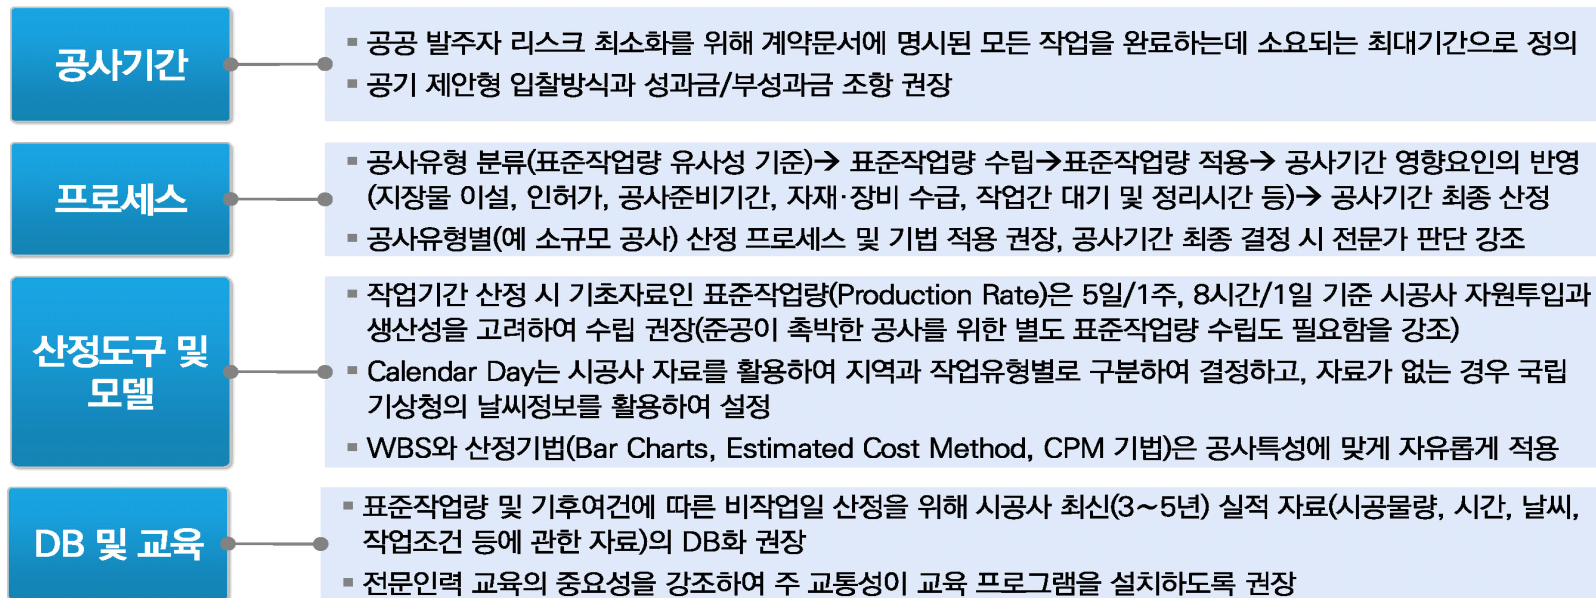 공사기간
▪ 공공 발주자 리스크 최소화를 위해 계약문서에 명시된 모든 작업을 완료하는데 소요되는 최대기간으로 정의
▪ 공기 제안형 입찰방식과 성과금/부성과금 조항 권장
프로세스
▪ 공사유형 분류(표준작업량 유사성 기준)→ 표준작업량 수립→표준작업량 적용→ 공사기간 영향요인의 반영
(지장물 이설, 인허가, 공사준비기간, 자재·장비 수급, 작업간 대기 및 정리시간 등)→ 공사기간 최종 산정
▪ 공사유형별(예 소규모 공사) 산정 프로세스 및 기법 적용 권장, 공사기간 최종 결정 시 전문가 판단 강조
산정도구 및
모델
▪ 작업기간 산정 시 기초자료인 표준작업량(Production Rate)은 5일/1주, 8시간/1일 기준 시공사 자원투입과
생산성을 고려하여 수립 권장(준공이 촉박한 공사를 위한 별도 표준작업량 수립도 필요함을 강조)
▪ Calendar Day는 시공사 자료를 활용하여 지역과 작업유형별로 구분하여 결정하고, 자료가 없는 경우 국립
기상청의 날씨정보를 활용하여 설정
▪ WBS와 산정기법(Bar Charts, Estimated Cost Method, CPM 기법)은 공사특성에 맞게 자유롭게 적용
DB 및 교육
▪ 표준작업량 및 기후여건에 따른 비작업일 산정을 위해 시공사 최신(3~5년) 실적 자료(시공물량, 시간, 날씨,
작업조건 등에 관한 자료)의 DB화 권장
▪ 전문인력 교육의 중요성을 강조하여 주 교통성이 교육 프로그램을 설치하도록 권장